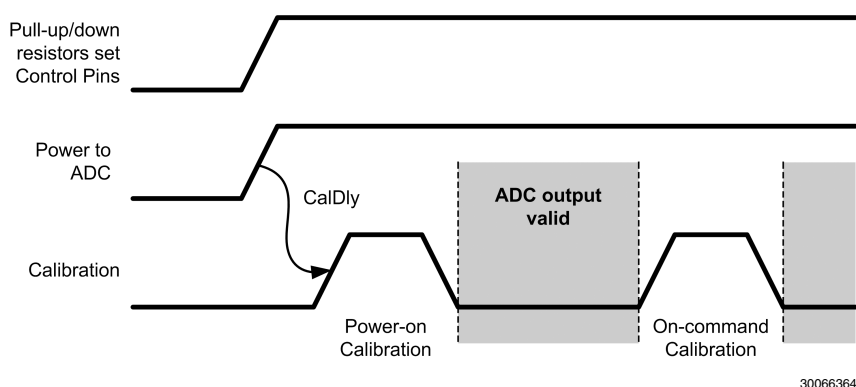 Pull-up/down
resistors set
Control Pins
Power to
ADC
CalDly
ADC output
valid
Calibration
Power-on
Calibration
On-command
Calibration
30066364